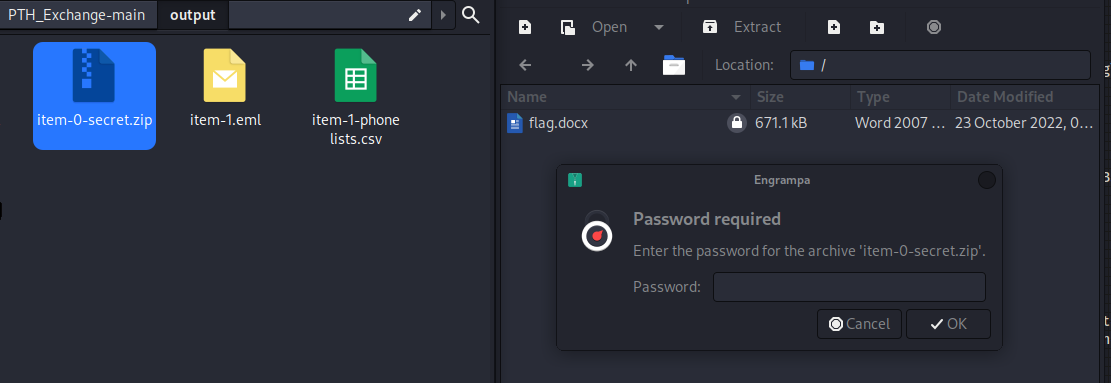 PTH_Exchange-main output
item-0-secret.zip
item-1.eml
item-1-phone
lists.csv
Open Extract
Location: /
Name Size Type Date Modified
flag.docx 671.1 kB Word 2007 ... 23 October 2022, 0...
Engrampa
Password required
Enter the password for the archive 'item-0-secret.zip'.
Password:
Cancel OK